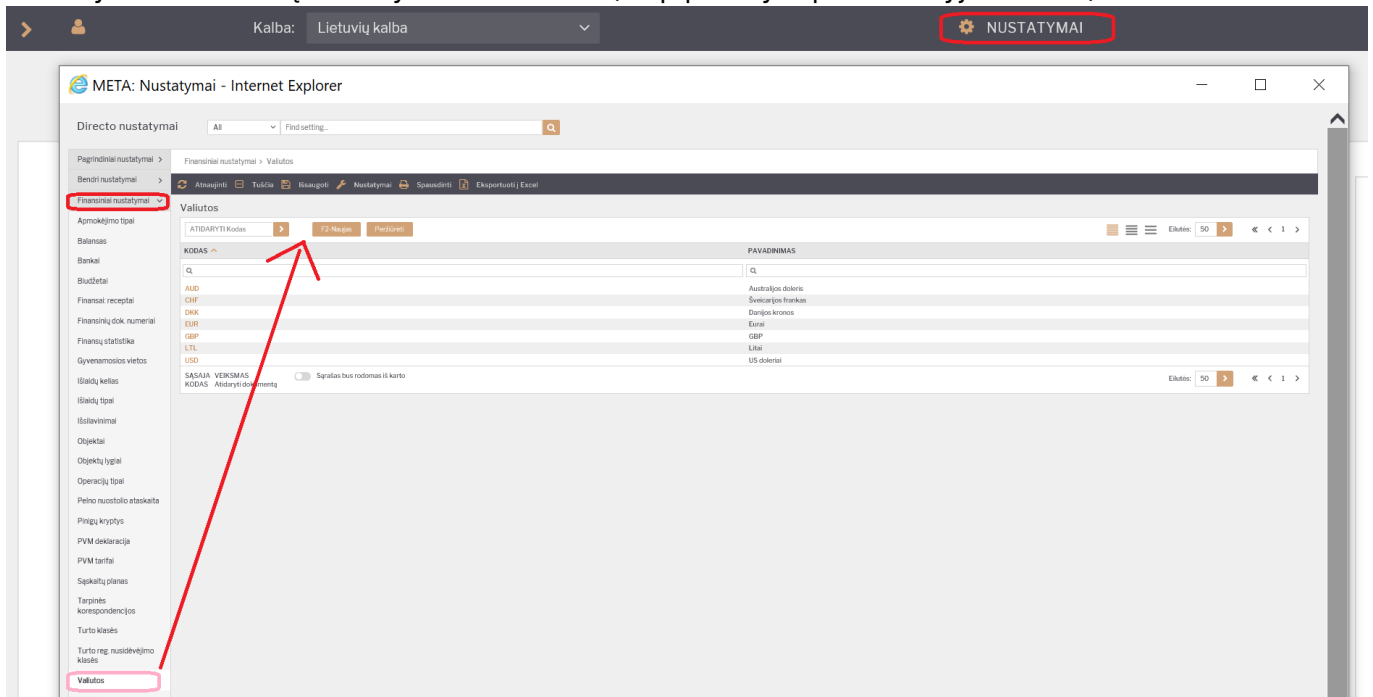 Kalba: Lietuvių kalba
NUSTATYMAI
META: Nustatymai - Internet Explorer
Directo nustatymai All Find setting..
Pagrindiniai nustatymai >
Bendri nustatymai >
Finansiniai nustatymai
Apmokėjimo tipai
Balansas
Bankai
Biudžetai
Finansai: receptai
Finansinių dok. numeriai
Finansų statistika
Gyvenamosios vietos
Išlaidų kelias
Išlaidų tipai
Išsilavinimai
Objektai
Objektų lygiai
Operacijų tipai
Pelno nuostolio ataskaita
Pinigų kryptys
PVM deklaracija
PVM tarifai
Sąskaitų planas
Tarpinės
korespondencijos
Turto klasės
Turto reg. nusidėvėjimo
klasės
Valiutos
Finansiniai nustatymai > Valiutos
Atnaujinti Tuščia Išsaugoti Nustatymai Spausdinti Eksportuoti į Excel
Valiutos
ATIDARYTI Kodas F2-Naujas Peržiūrėti Eilutės: 50 1
KODAS PAVADINIMAS
AUD Australijos doleris
CHF Šveicarijos frankas
DKK Danijos kronos
EUR Eurai
GBP GBP
LTL Litai
USD US doleriai
SĄSAJA VEIKSMAS Sąrašas bus rodomas iš karto
KODAS Atidaryti dokumentą
Eilutės: 50 1